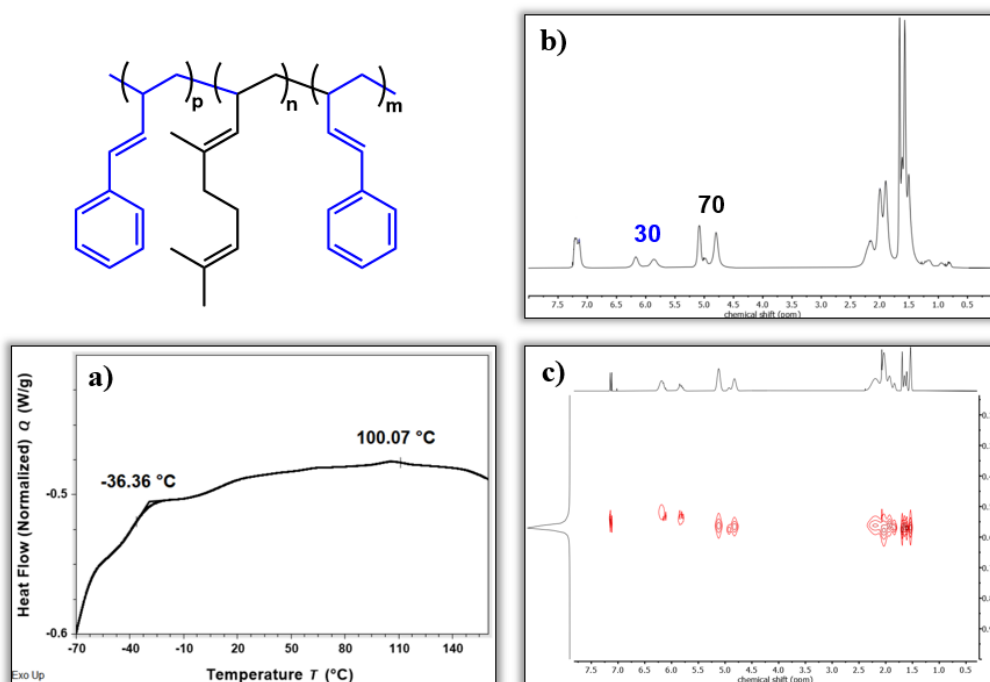 p
n
m
b)
30
70
7.0 6.5 6.0 5.5 5.0 4.5 4.0 3.5 3.0 2.5 2.0 1.5 1.0 0.5
chemical shift (ppm)
a)
Heat Flow (Normalized) Q (W/g)
-0.5
-0.6
-36.36 °C
100.07 °C
-70 -40 -10 20 50 80 110 140
Exo Up
Temperature T (°C)
c)
7.5 7.0 6.5 6.0 5.5 5.0 4.5 4.0 3.5 3.0 2.5 2.0 1.5 1.0 0.5
chemical shift (ppm)